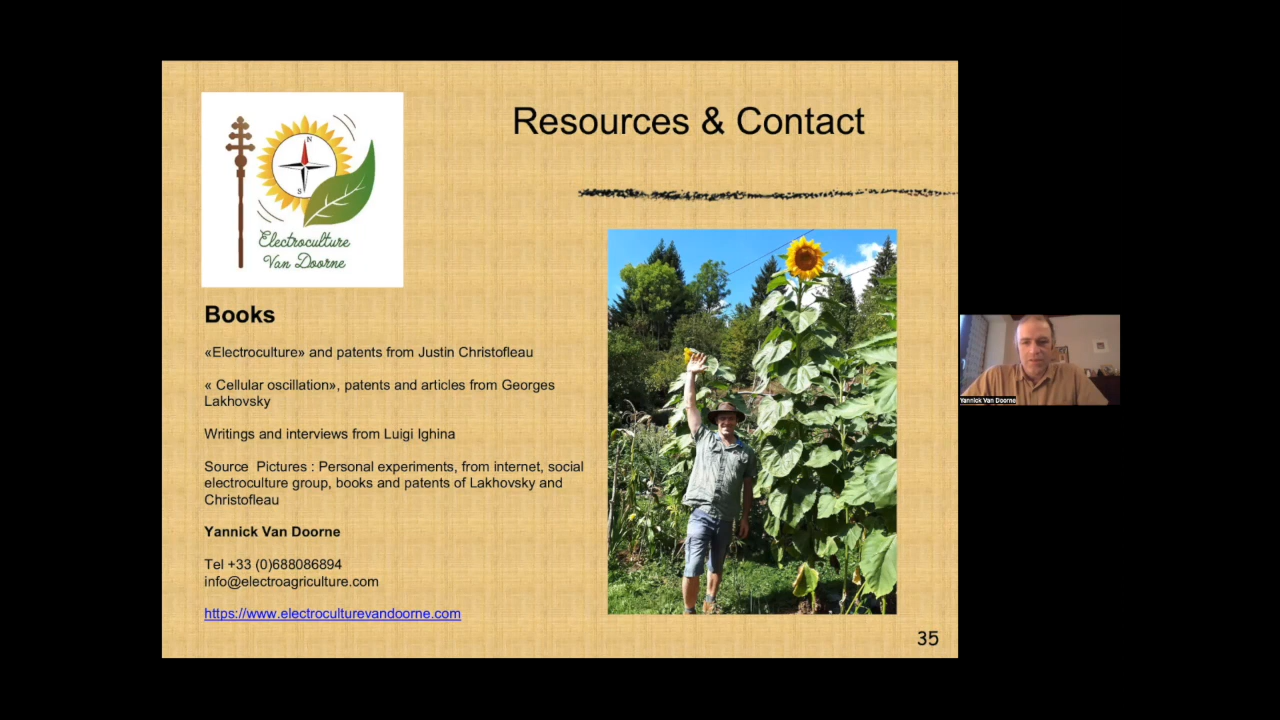 Resources & Contact
N
S
Electroculture
Van Doorne
Books
«Electroculture» and patents from Justin Christofleau
« Cellular oscillation», patents and articles from Georges
Lakhovsky
Writings and interviews from Luigi Ighina
Source Pictures : Personal experiments, from internet, social
electroculture group, books and patents of Lakhovsky and
Christofleau
Yannick Van Doorne
Tel +33 (0)688086894
info@electroagriculture.com
https://www.electroculturevandoorne.com
35
Yannick Van Doorne